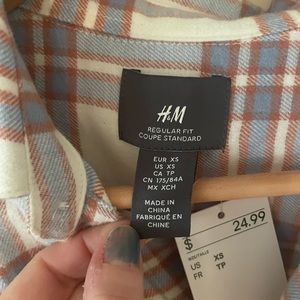 H&M
REGULAR FIT
COUPE STANDARD
EUR XS
US XS
CA TP
CN 175/84A
MX XCH
MADE IN
CHINA
FABRIQUÉ EN
CHINE
$ 24.99
US XS
FR TP